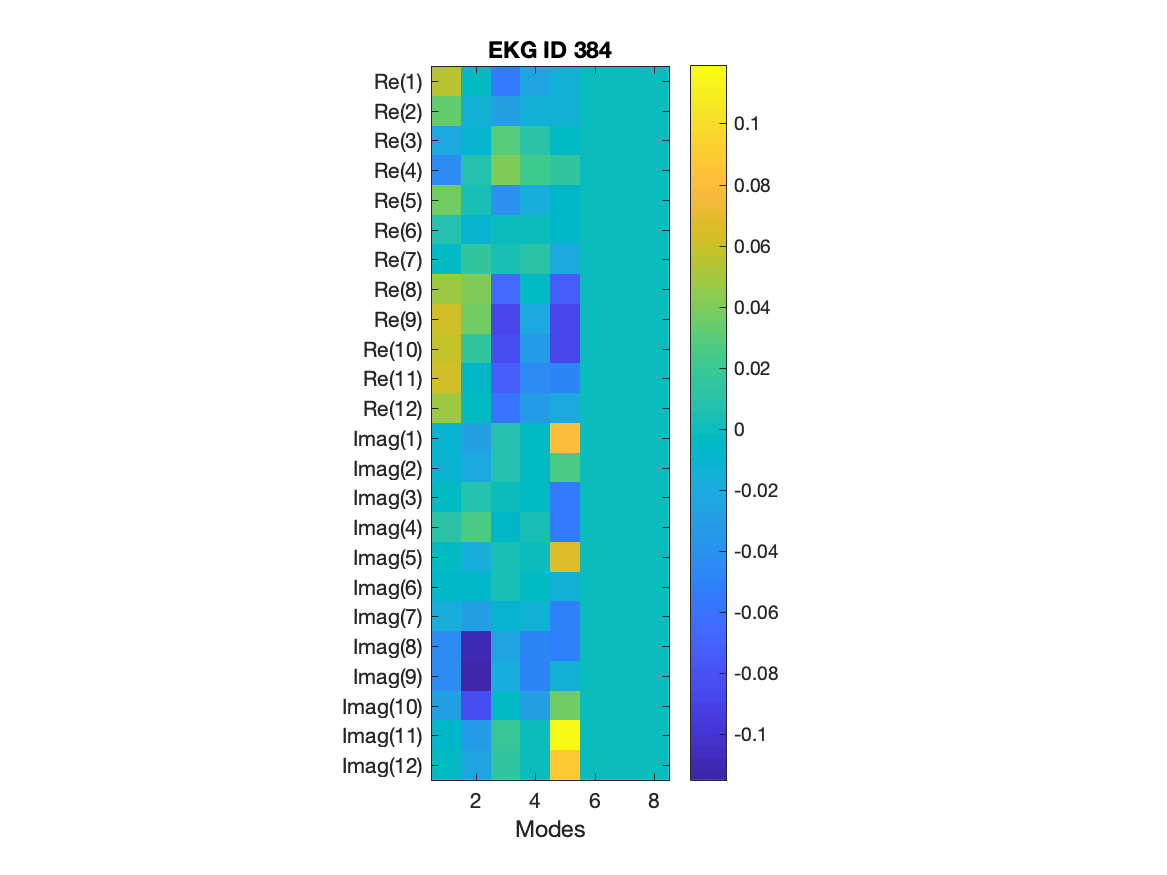 EKG ID 384
Re(1)
Re(2)
Re(3)
Re(4)
Re(5)
Re(6)
Re(7)
Re(8)
Re(9)
Re(10)
Re(11)
Re(12)
Imag(1)
Imag(2)
Imag(3)
Imag(4)
Imag(5)
Imag(6)
Imag(7)
Imag(8)
Imag(9)
Imag(10)
Imag(11)
Imag(12)
2 4 6 8
Modes
0.1
0.08
0.06
0.04
0.02
0
-0.02
-0.04
-0.06
-0.08
-0.1